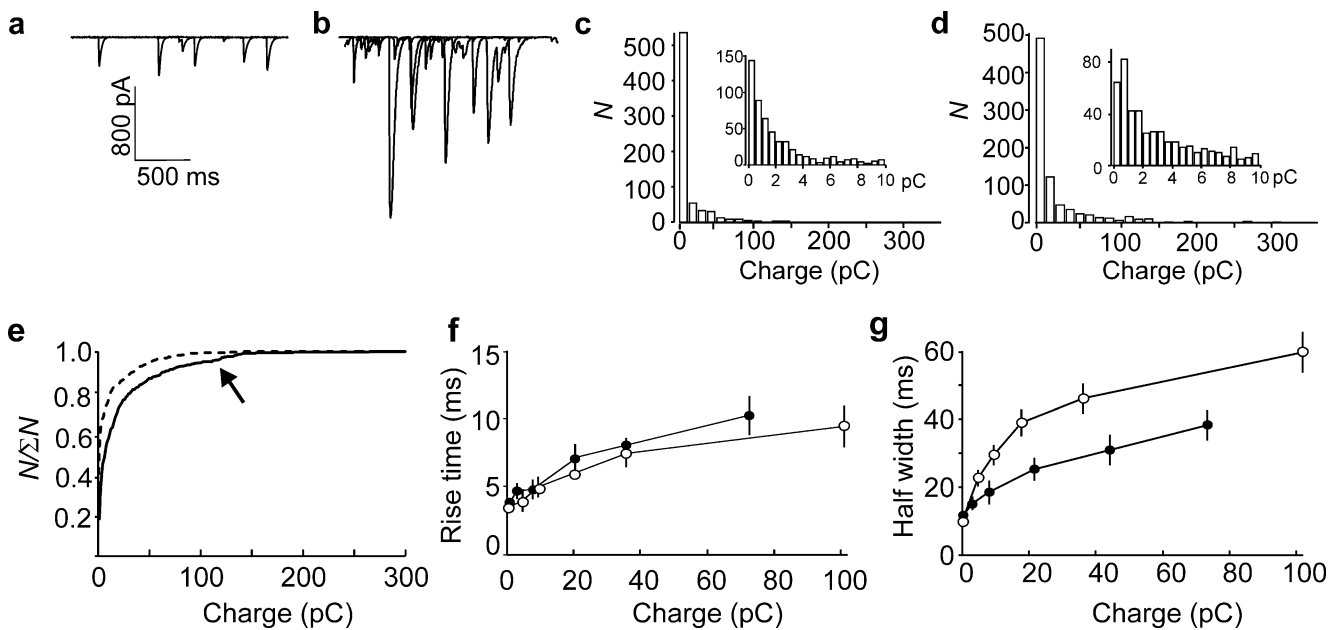 a
800 pA
500 ms
b
c
N
500
400
300
200
100
0
0 100 200 300
Charge (pC)
150
100
50
0
0 2 4 6 8 10 pC
d
N
500
400
300
200
100
0
0 100 200 300
Charge (pC)
80
40
0
0 2 4 6 8 10 pC
e
N/ΣN
1.0
0.8
0.6
0.4
0.2
0 100 200 300
Charge (pC)
f
Rise time (ms)
15
10
5
0
0 20 40 60 80 100
Charge (pC)
g
Half width (ms)
60
40
20
0
0 20 40 60 80 100
Charge (pC)